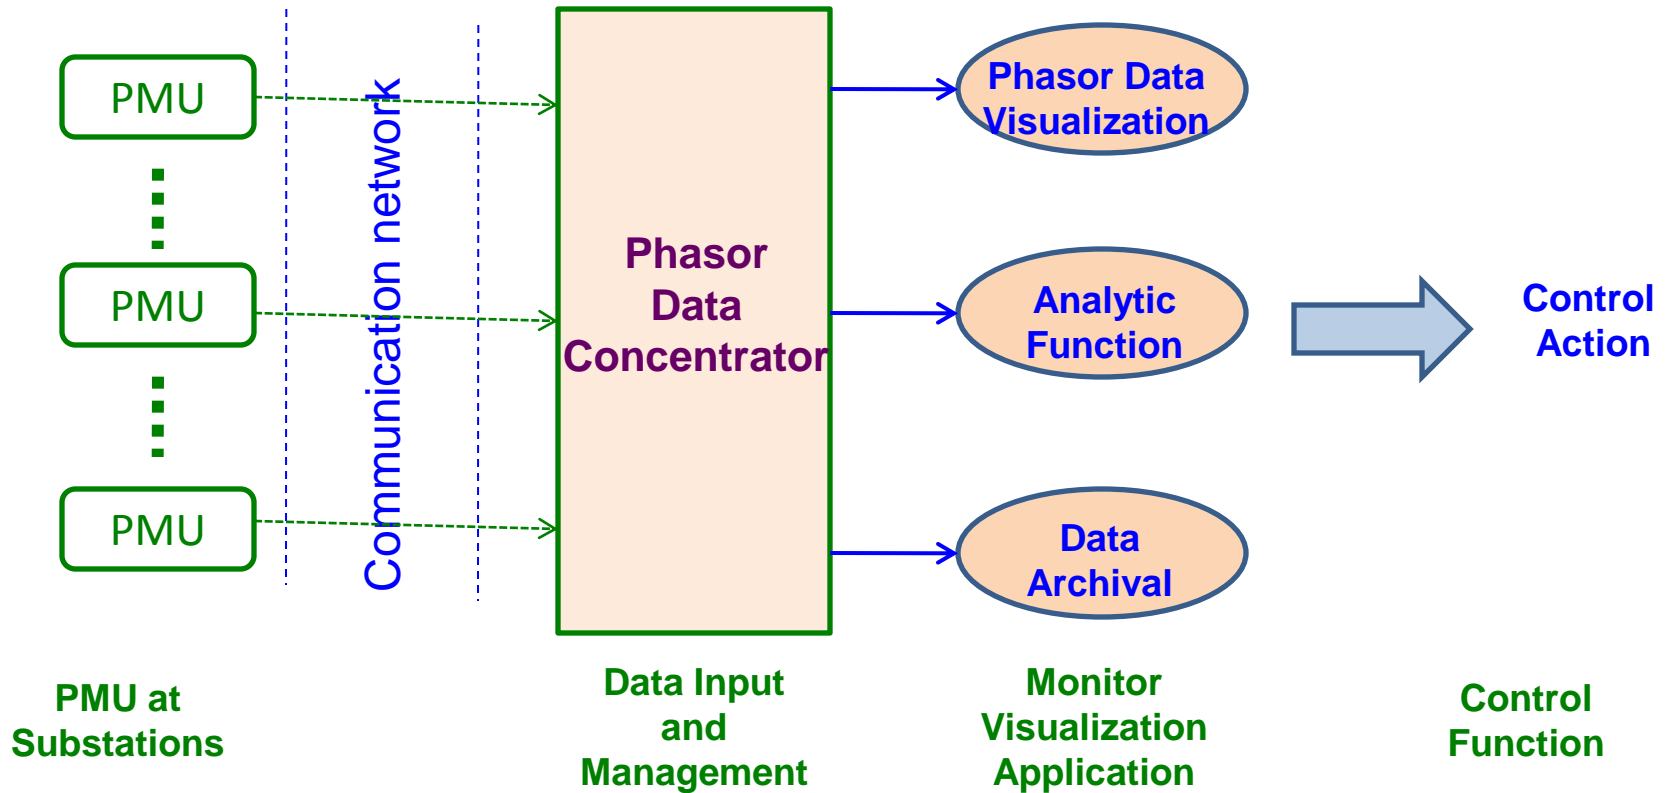 PMU
PMU
PMU
Communication network
Phasor
Data
Concentrator
Phasor Data
Visualization
Analytic
Function
Data
Archival
Control
Action
PMU at
Substations
Data Input
and
Management
Monitor
Visualization
Application
Control
Function